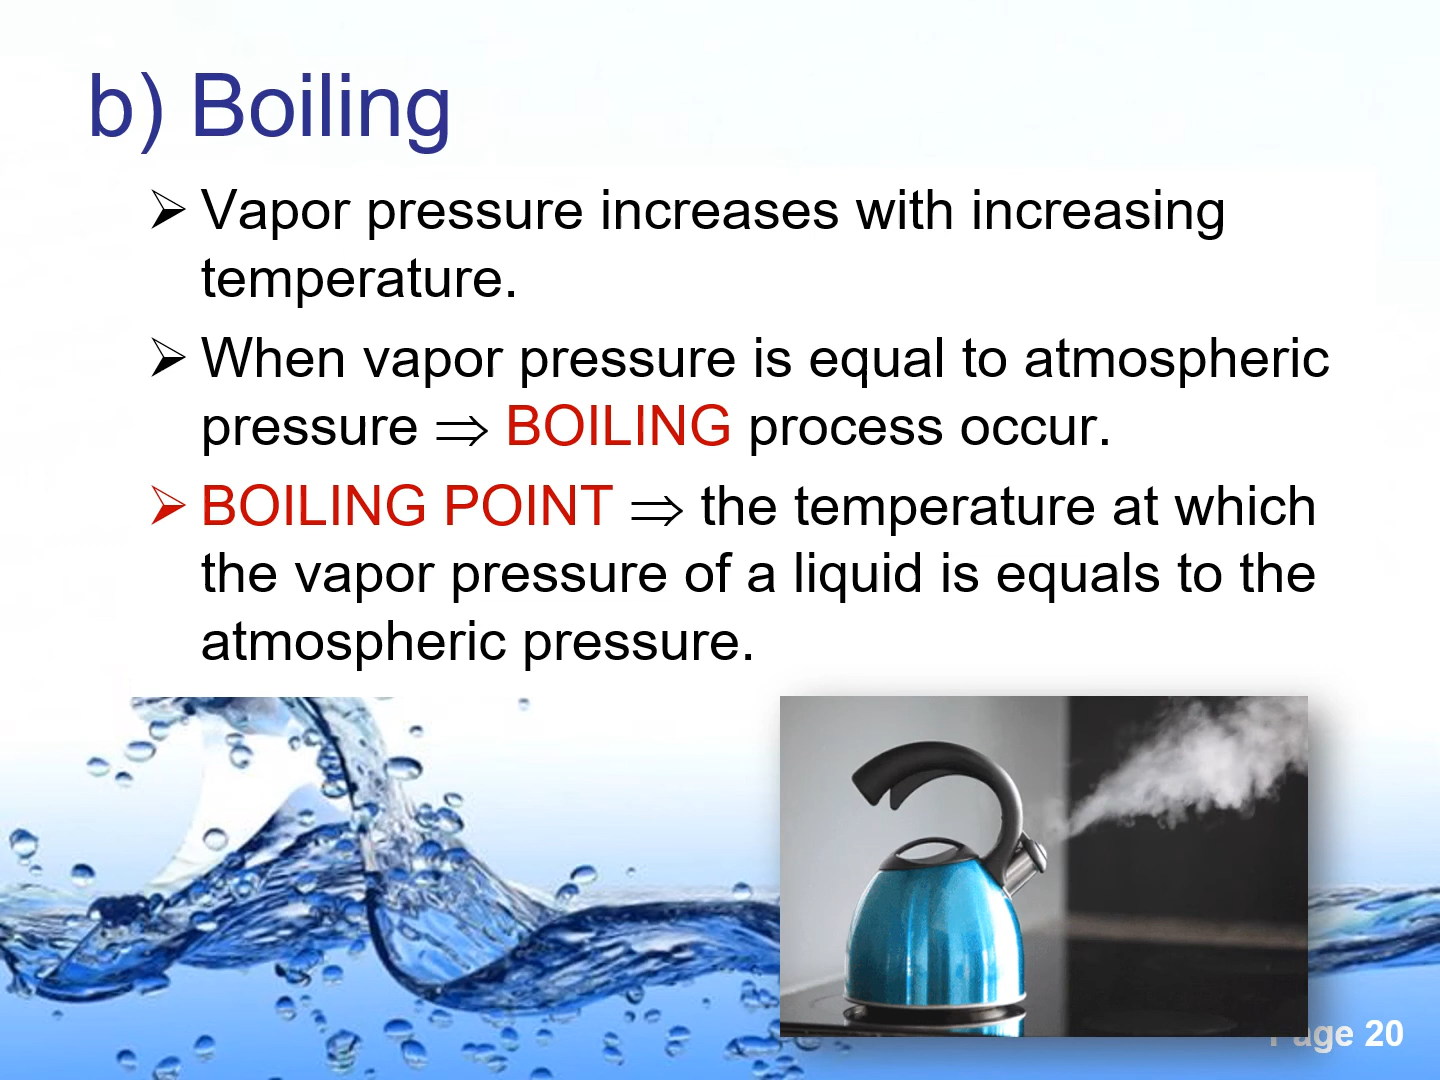 b) Boiling
➢ Vapor pressure increases with increasing
temperature.
➢ When vapor pressure is equal to atmospheric
pressure ⇒ BOILING process occur.
➢ BOILING POINT ⇒ the temperature at which
the vapor pressure of a liquid is equals to the
atmospheric pressure.
Page 20